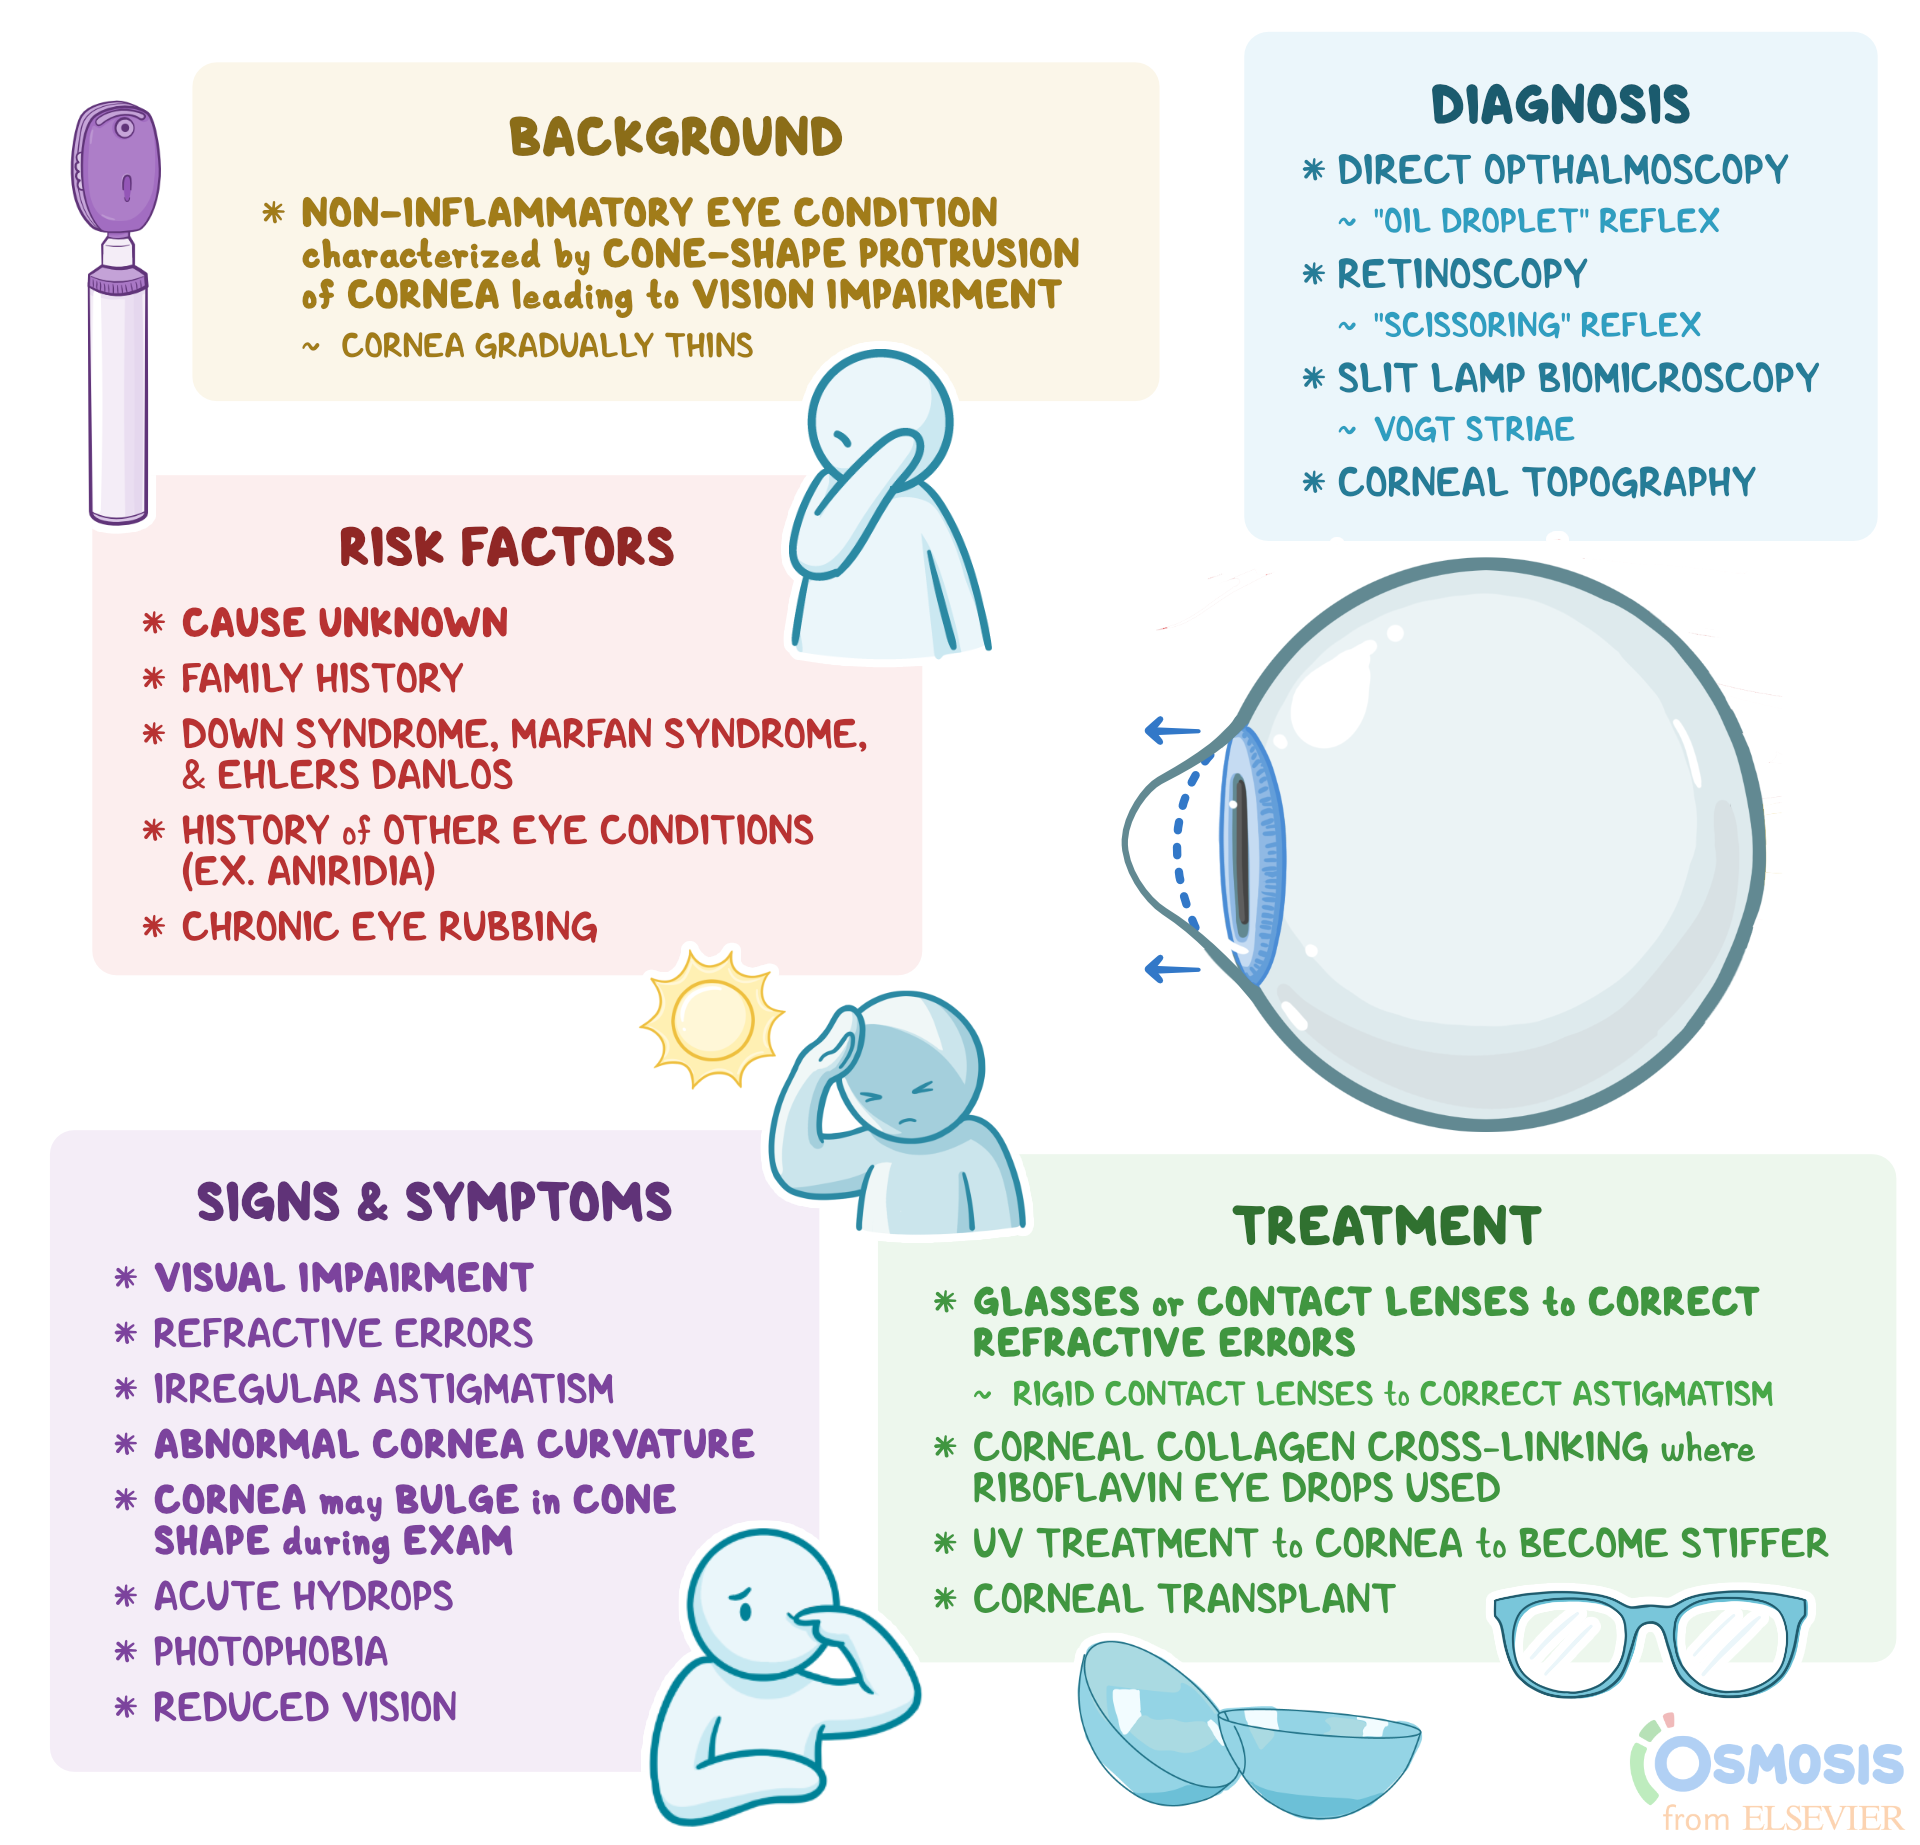 BACKGROUND
* NON-INFLAMMATORY EYE CONDITION
characterized by CONE-SHAPE PROTRUSION
of CORNEA leading to VISION IMPAIRMENT
~ CORNEA GRADUALLY THINS
DIAGNOSIS
* DIRECT OPTHALMOSCOPY
~ "OIL DROPLET" REFLEX
* RETINOSCOPY
~ "SCISSORING" REFLEX
* SLIT LAMP BIOMICROSCOPY
~ VOGT STRIAE
* CORNEAL TOPOGRAPHY
RISK FACTORS
* CAUSE UNKNOWN
* FAMILY HISTORY
* DOWN SYNDROME, MARFAN SYNDROME,
& EHLERS DANLOS
* HISTORY of OTHER EYE CONDITIONS
(EX. ANIRIDIA)
* CHRONIC EYE RUBBING
SIGNS & SYMPTOMS
* VISUAL IMPAIRMENT
* REFRACTIVE ERRORS
* IRREGULAR ASTIGMATISM
* ABNORMAL CORNEA CURVATURE
* CORNEA may BULGE in CONE
SHAPE during EXAM
* ACUTE HYDROPS
* PHOTOPHOBIA
* REDUCED VISION
TREATMENT
* GLASSES or CONTACT LENSES to CORRECT
REFRACTIVE ERRORS
~ RIGID CONTACT LENSES to CORRECT ASTIGMATISM
* CORNEAL COLLAGEN CROSS-LINKING where
RIBOFLAVIN EYE DROPS USED
* UV TREATMENT to CORNEA to BECOME STIFFER
* CORNEAL TRANSPLANT
OSMOSIS
from ELSEVIER